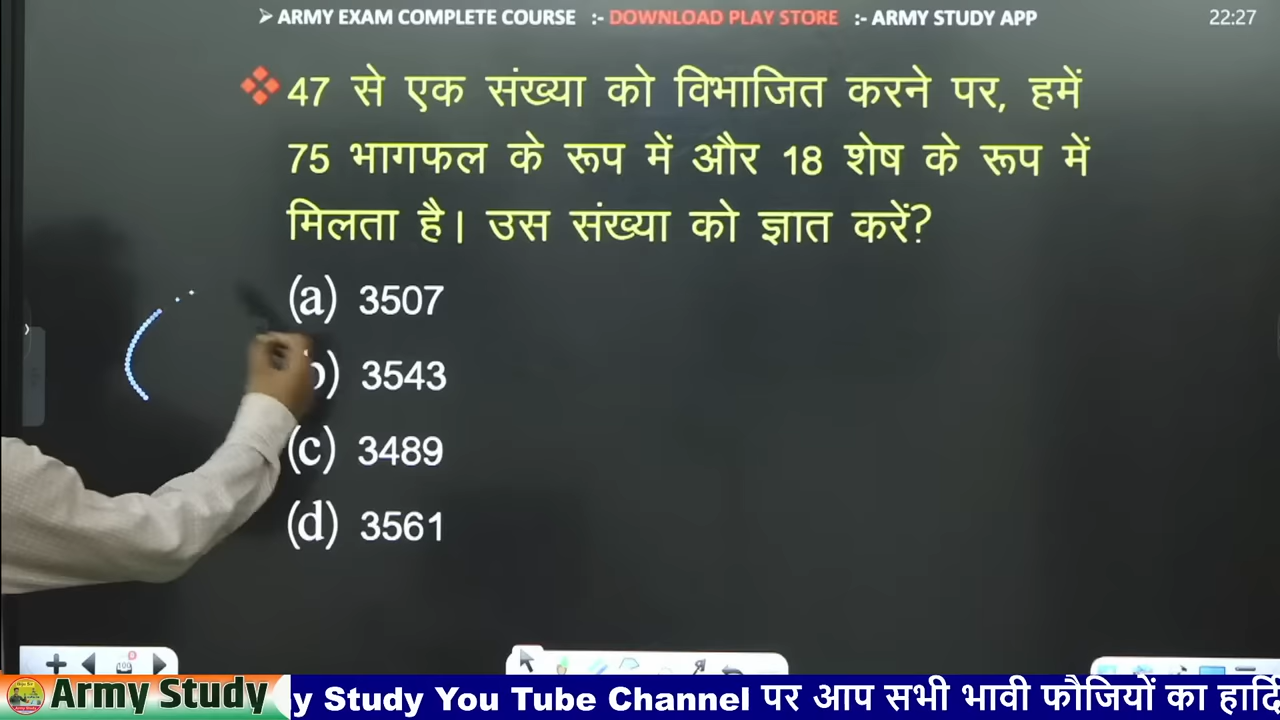 ➢ ARMY EXAM COMPLETE COURSE :- DOWNLOAD PLAY STORE :- ARMY STUDY APP
22:27
❖ 47 से एक संख्या को विभाजित करने पर, हमें
75 भागफल के रूप में और 18 शेष के रूप में
मिलता है। उस संख्या को ज्ञात करें?
(a) 3507
b) 3543
(c) 3489
(d) 3561
Army Study
y Study You Tube Channel पर आप सभी भावी फौजियों का हार्दि